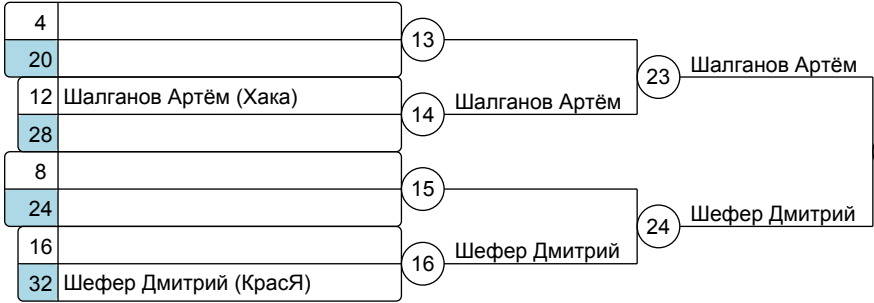 4
13
20
23 Шалганов Артём
12 Шалганов Артём (Хака)
14 Шалганов Артём
28
8
15
24
24 Шефер Дмитрий
16
16 Шефер Дмитрий
32 Шефер Дмитрий (КрасЯ)